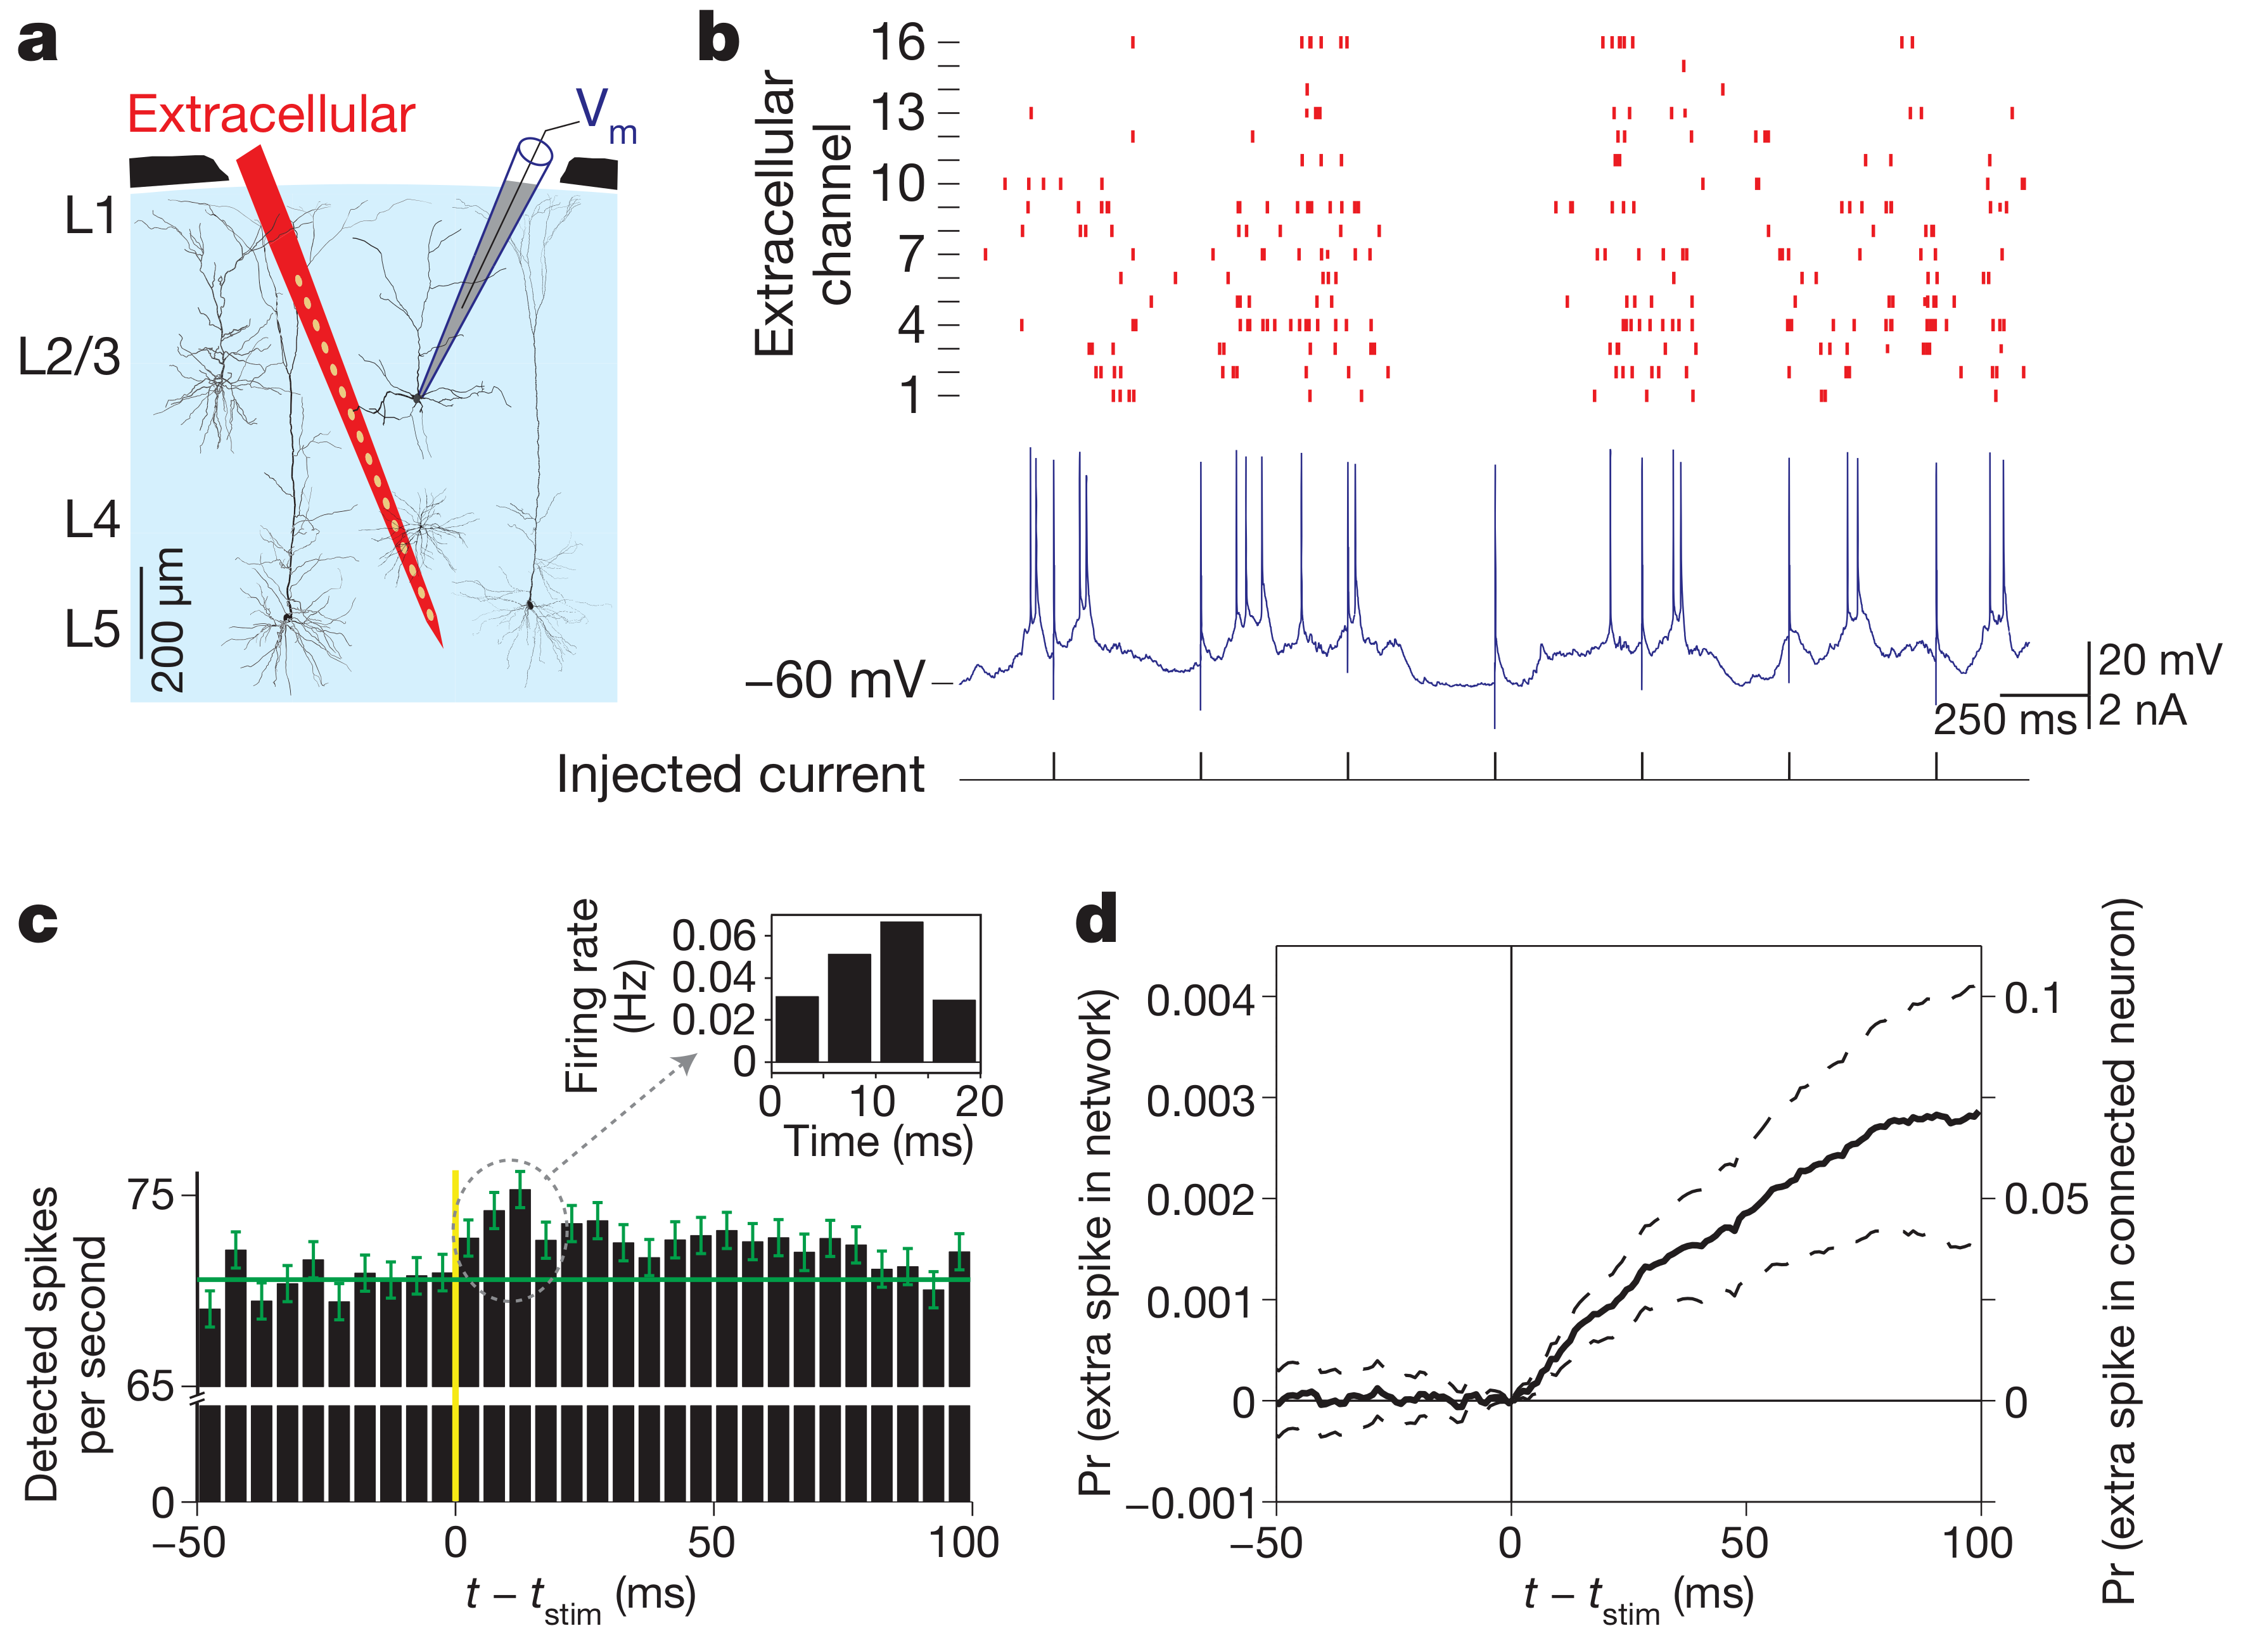 a
Extracellular
Vm
L1
L2/3
L4
L5
200 µm
b
Extracellular
channel
16
13
10
7
4
1
–60 mV
20 mV
250 ms
2 nA
Injected current
c
Firing rate
(Hz)
0.06
0.04
0.02
0
0 10 20
Time (ms)
Detected spikes
per second
75
65
0
–50 0 50 100
t – tstim (ms)
d
Pr (extra spike in network)
0.004
0.003
0.002
0.001
0
–0.001
0.1
0.05
0
Pr (extra spike in connected neuron)
–50 0 50 100
t – tstim (ms)